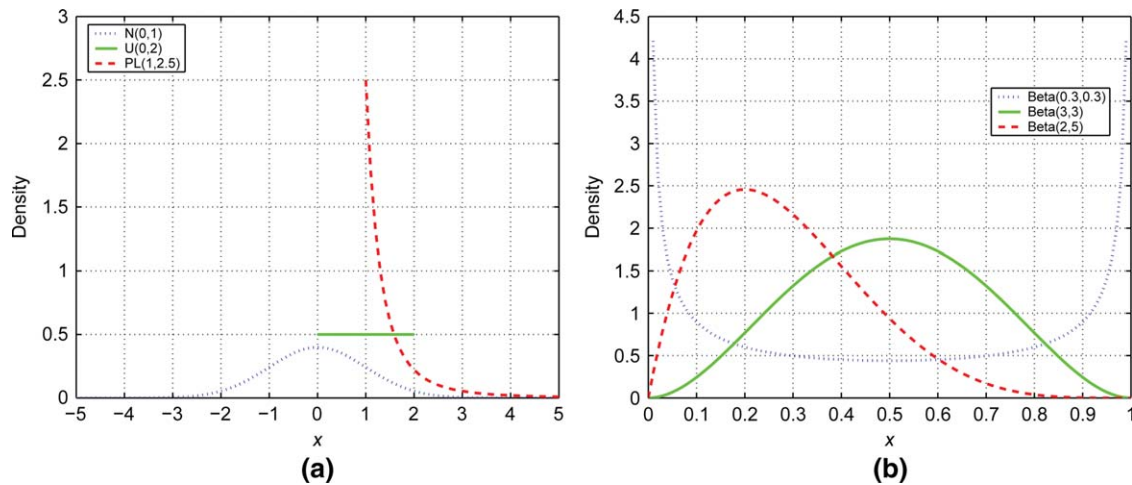 3
2.5
2
1.5
1
0.5
0
Density
N(0,1)
U(0,2)
PL(1,2.5)
−5 −4 −3 −2 −1 0 1 2 3 4 5
x
(a)
4.5
4
3.5
3
2.5
2
1.5
1
0.5
0
Density
Beta(0.3,0.3)
Beta(3,3)
Beta(2,5)
0 0.1 0.2 0.3 0.4 0.5 0.6 0.7 0.8 0.9 1
x
(b)